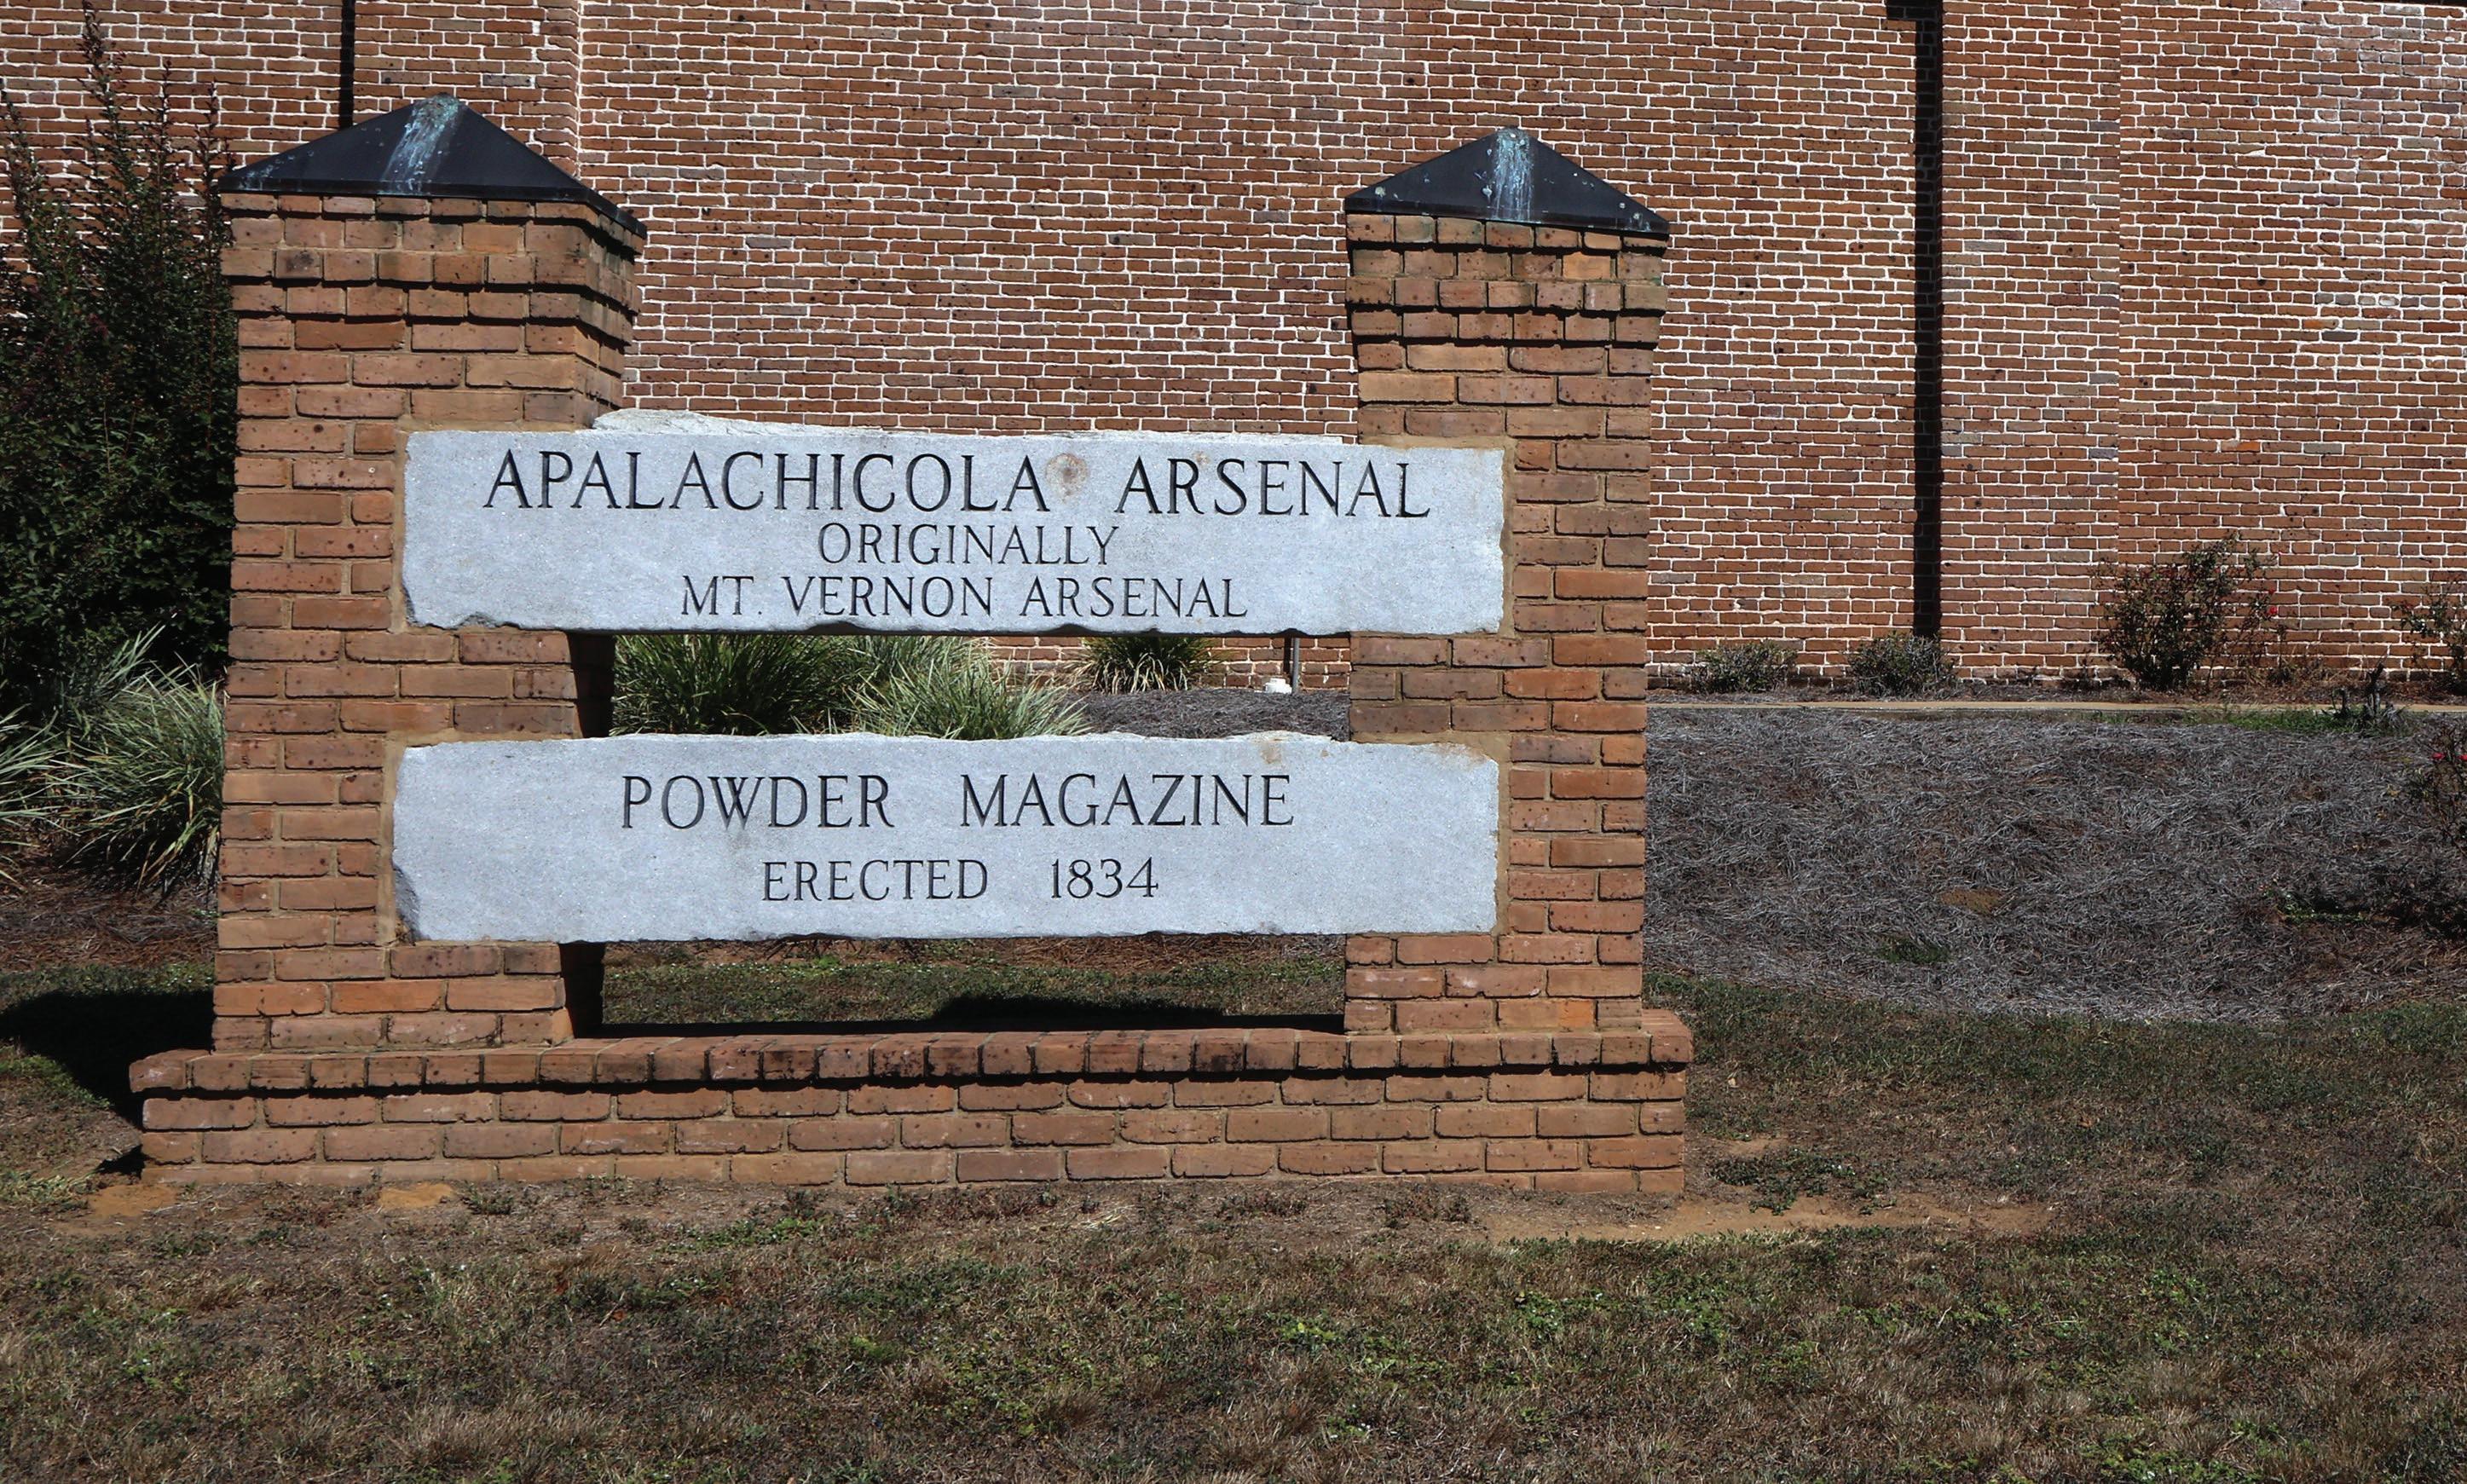 APALACHICOLA ARSENAL
ORIGINALLY
MT. VERNON ARSENAL
POWDER MAGAZINE
ERECTED 1834